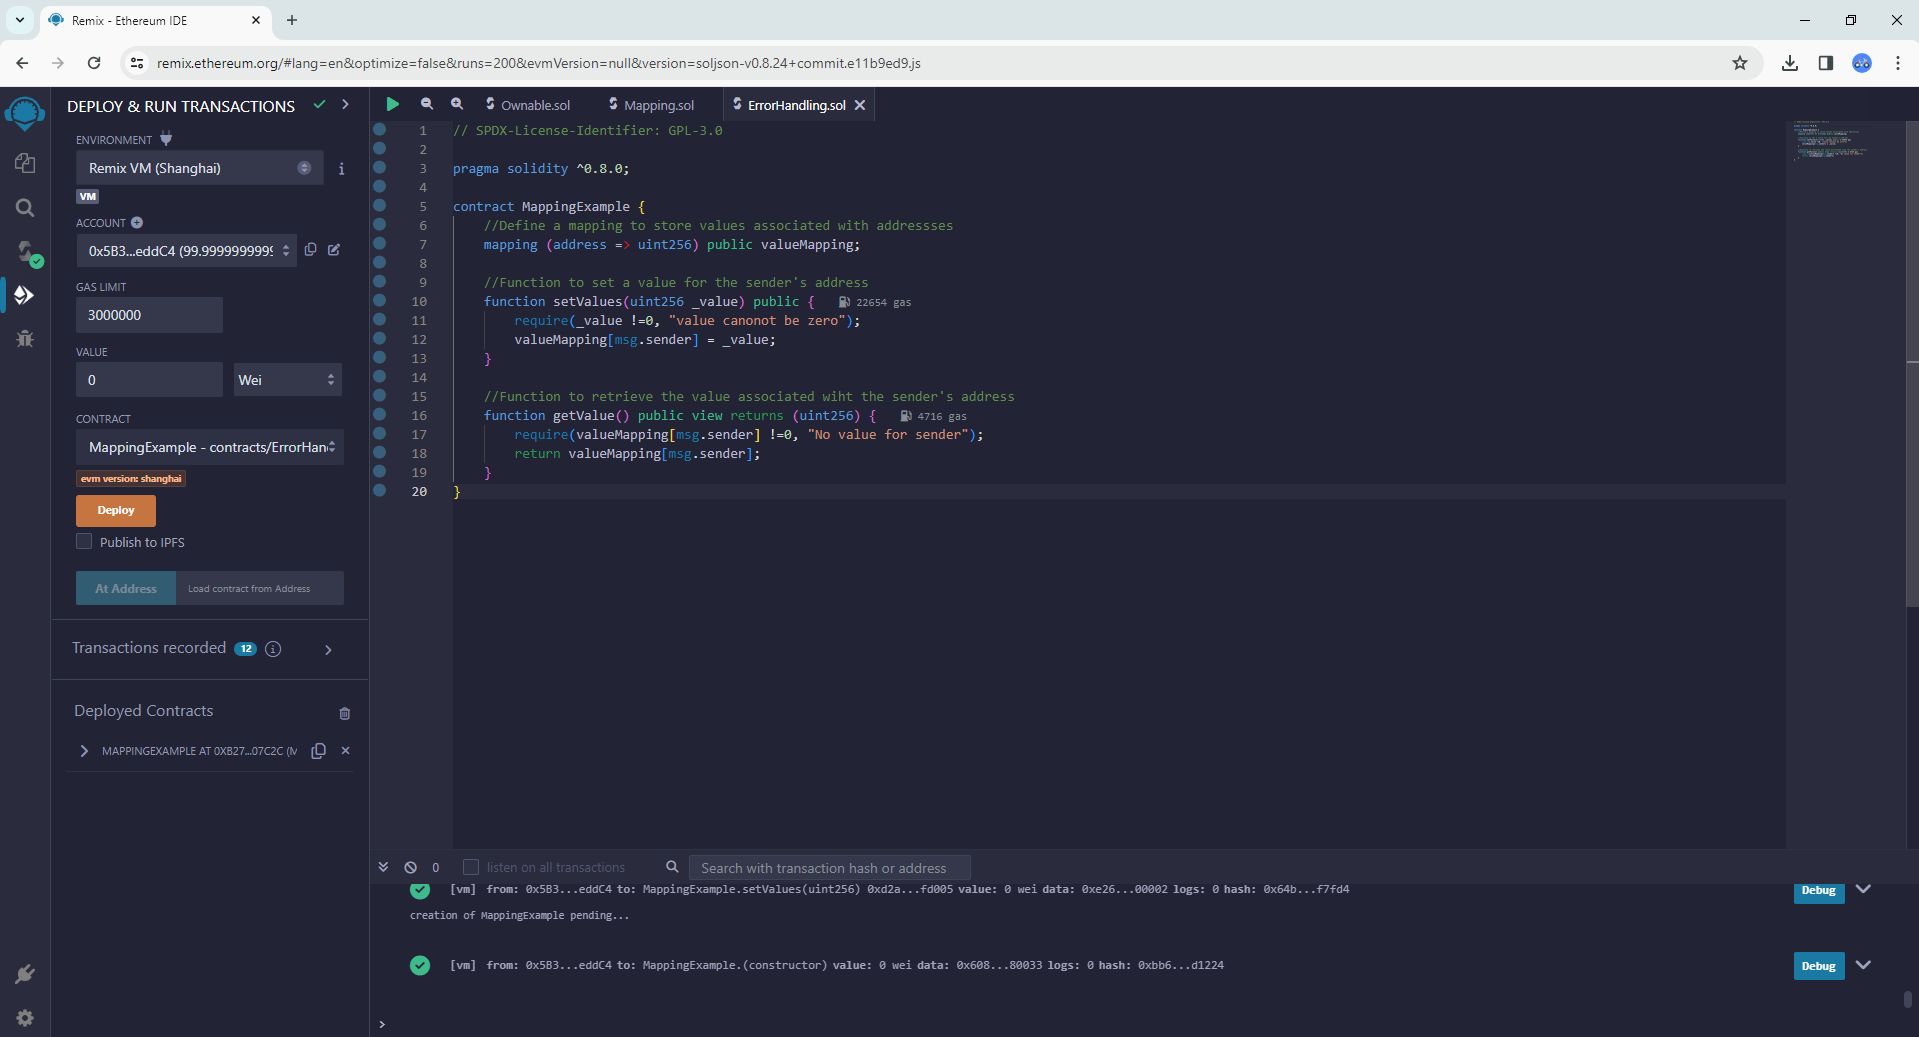 Remix - Ethereum IDE
remix.ethereum.org/#lang=en&optimize=false&runs=200&evmVersion=null&version=soljson-v0.8.24+commit.e11b9ed9.js
DEPLOY & RUN TRANSACTIONS
ENVIRONMENT
Remix VM (Shanghai)
VM
ACCOUNT
0x5B3...eddC4 (99.9999999999
GAS LIMIT
3000000
VALUE
0
Wei
CONTRACT
MappingExample - contracts/ErrorHan
evm version: shanghai
Deploy
Publish to IPFS
At Address
Load contract from Address
Transactions recorded 12
Deployed Contracts
MAPPINGEXAMPLE AT 0XB27...07C2C (M
Ownable.sol
Mapping.sol
ErrorHandling.sol
1 // SPDX-License-Identifier: GPL-3.0
2
3 pragma solidity ^0.8.0;
4
5 contract MappingExample {
6 //Define a mapping to store values associated with addressses
7 mapping (address => uint256) public valueMapping;
8
9 //Function to set a value for the sender's address
10 function setValues(uint256 _value) public { 22654 gas
11 require(_value !=0, "value canonot be zero");
12 valueMapping[msg.sender] = _value;
13 }
14
15 //Function to retrieve the value associated wiht the sender's address
16 function getValue() public view returns (uint256) { 4716 gas
17 require(valueMapping[msg.sender] !=0, "No value for sender");
18 return valueMapping[msg.sender];
19 }
20 }
0
listen on all transactions
Search with transaction hash or address
[vm] from: 0x5B3...eddC4 to: MappingExample.setValues(uint256) 0xd2a...fd005 value: 0 wei data: 0xe26...00002 logs: 0 hash: 0x64b...f7fd4
Debug
creation of MappingExample pending...
[vm] from: 0x5B3...eddC4 to: MappingExample.(constructor) value: 0 wei data: 0x608...80033 logs: 0 hash: 0xbb6...d1224
Debug
>